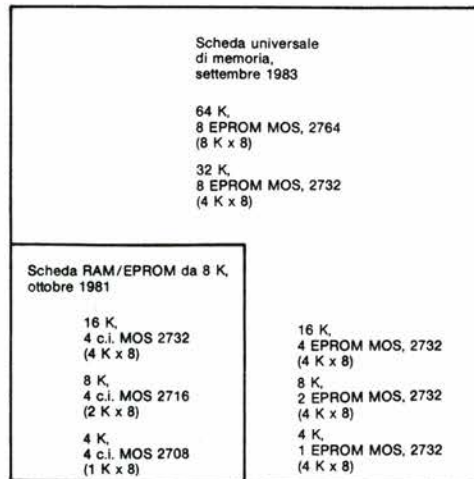 Scheda universale
di memoria,
settembre 1983
64 K,
8 EPROM MOS, 2764
(8 K x 8)
32 K,
8 EPROM MOS, 2732
(4 K x 8)
Scheda RAM/EPROM da 8 K,
ottobre 1981
16 K,
4 c.i. MOS 2732
(4 K x 8)
8 K,
4 c.i. MOS 2716
(2 K x 8)
4 K,
4 c.i. MOS 2708
(1 K x 8)
16 K,
4 EPROM MOS, 2732
(4 K x 8)
8 K,
2 EPROM MOS, 2732
(4 K x 8)
4 K,
1 EPROM MOS, 2732
(4 K x 8)